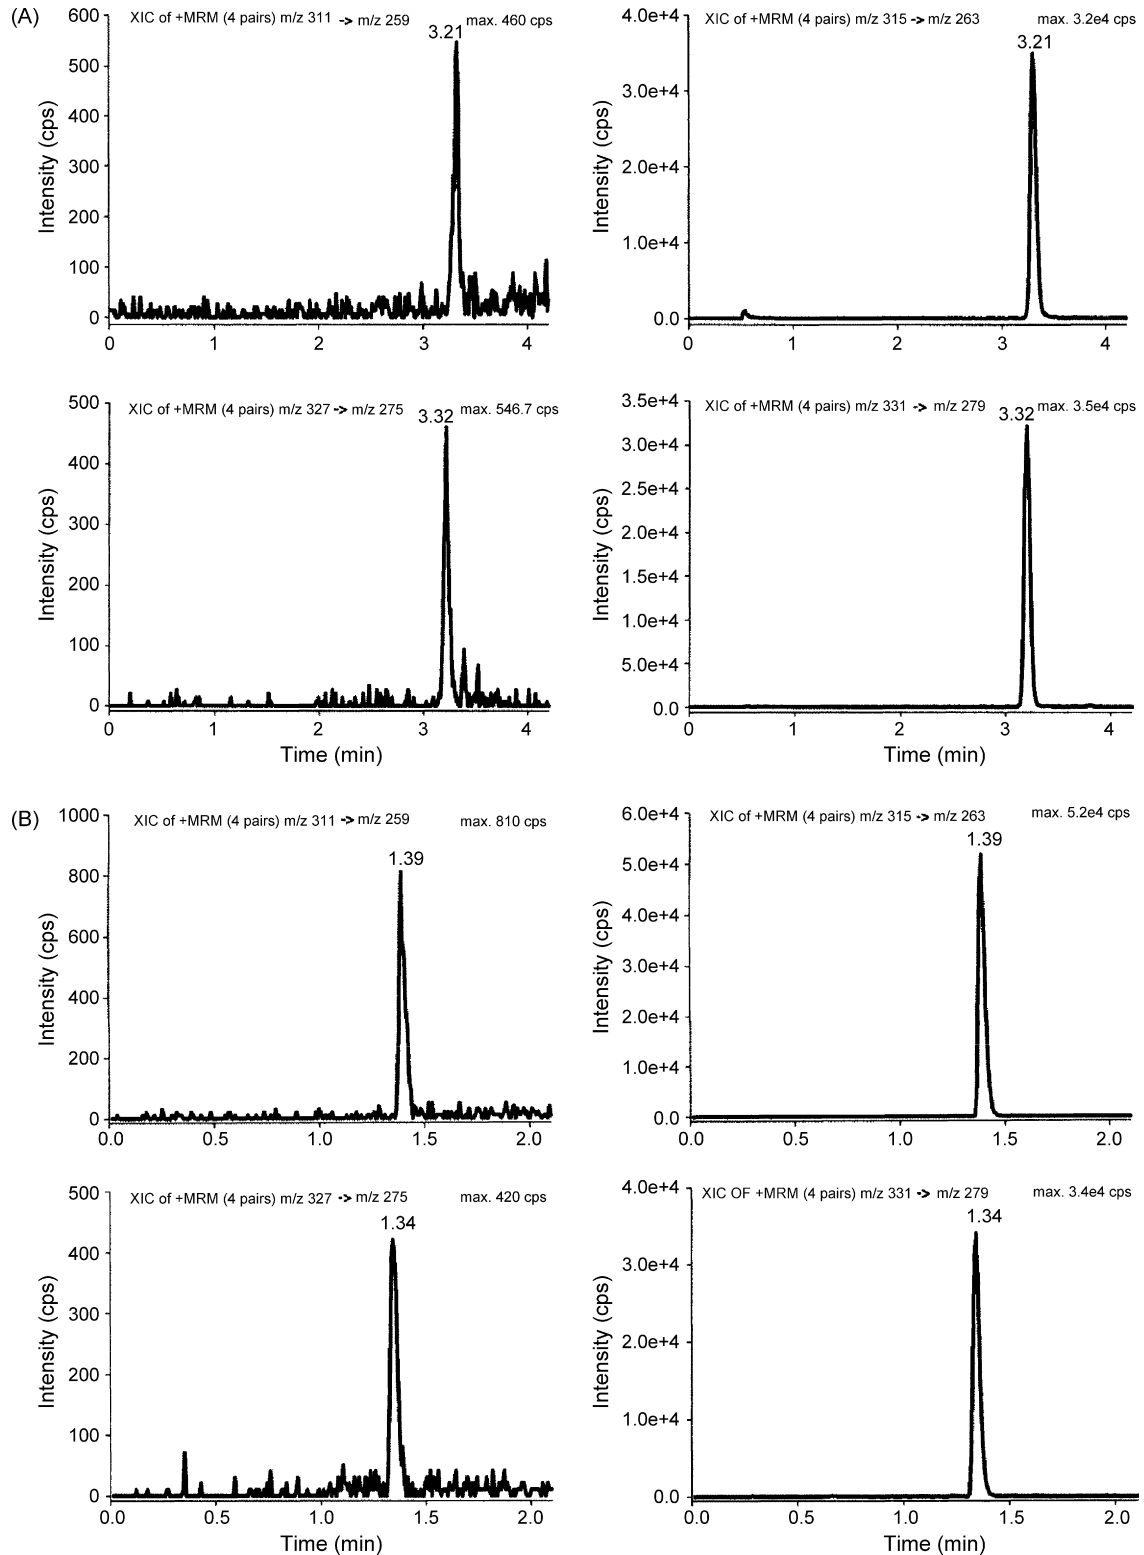 (A)
XIC of +MRM (4 pairs) m/z 311 -> m/z 259
max. 460 cps
3.21
Intensity (cps)
600
500
400
300
200
100
0
0 1 2 3 4
XIC of +MRM (4 pairs) m/z 315 -> m/z 263
max. 3.2e4 cps
3.21
Intensity (cps)
4.0e+4
3.0e+4
2.0e+4
1.0e+4
0.0
0 1 2 3 4
XIC of +MRM (4 pairs) m/z 327 -> m/z 275
max. 546.7 cps
3.32
Intensity (cps)
500
400
300
200
100
0
0 1 2 3 4
Time (min)
XIC of +MRM (4 pairs) m/z 331 -> m/z 279
max. 3.5e4 cps
3.32
Intensity (cps)
3.5e+4
3.0e+4
2.5e+4
2.0e+4
1.5e+4
1.0e+4
5.0e+4
0.0
0 1 2 3 4
Time (min)
(B)
XIC of +MRM (4 pairs) m/z 311 -> m/z 259
max. 810 cps
1.39
Intensity (cps)
1000
800
600
400
200
0
0.0 0.5 1.0 1.5 2.0
XIC of +MRM (4 pairs) m/z 315 -> m/z 263
max. 5.2e4 cps
1.39
Intensity (cps)
6.0e+4
5.0e+4
4.0e+4
3.0e+4
2.0e+4
1.0e+4
0.0
0.0 0.5 1.0 1.5 2.0
XIC of +MRM (4 pairs) m/z 327 -> m/z 275
max. 420 cps
1.34
Intensity (cps)
500
400
300
200
100
0
0.0 0.5 1.0 1.5 2.0
Time (min)
XIC OF +MRM (4 pairs) m/z 331 -> m/z 279
max. 3.4e4 cps
1.34
Intensity (cps)
4.0e+4
3.0e+4
2.0e+4
1.0e+4
0.0
0.0 0.5 1.0 1.5 2.0
Time (min)